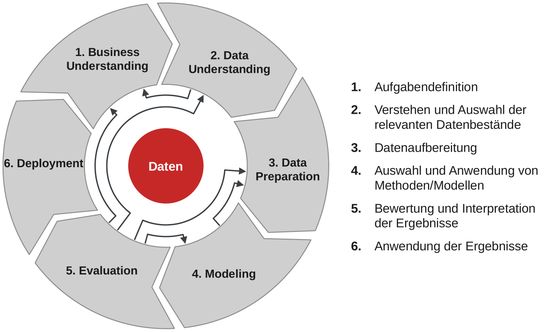 1. Business
Understanding
2. Data
Understanding
3. Data
Preparation
4. Modeling
5. Evaluation
6. Deployment
Daten
1. Aufgabendefinition
2. Verstehen und Auswahl der
relevanten Datenbestände
3. Datenaufbereitung
4. Auswahl und Anwendung von
Methoden/Modellen
5. Bewertung und Interpretation
der Ergebnisse
6. Anwendung der Ergebnisse